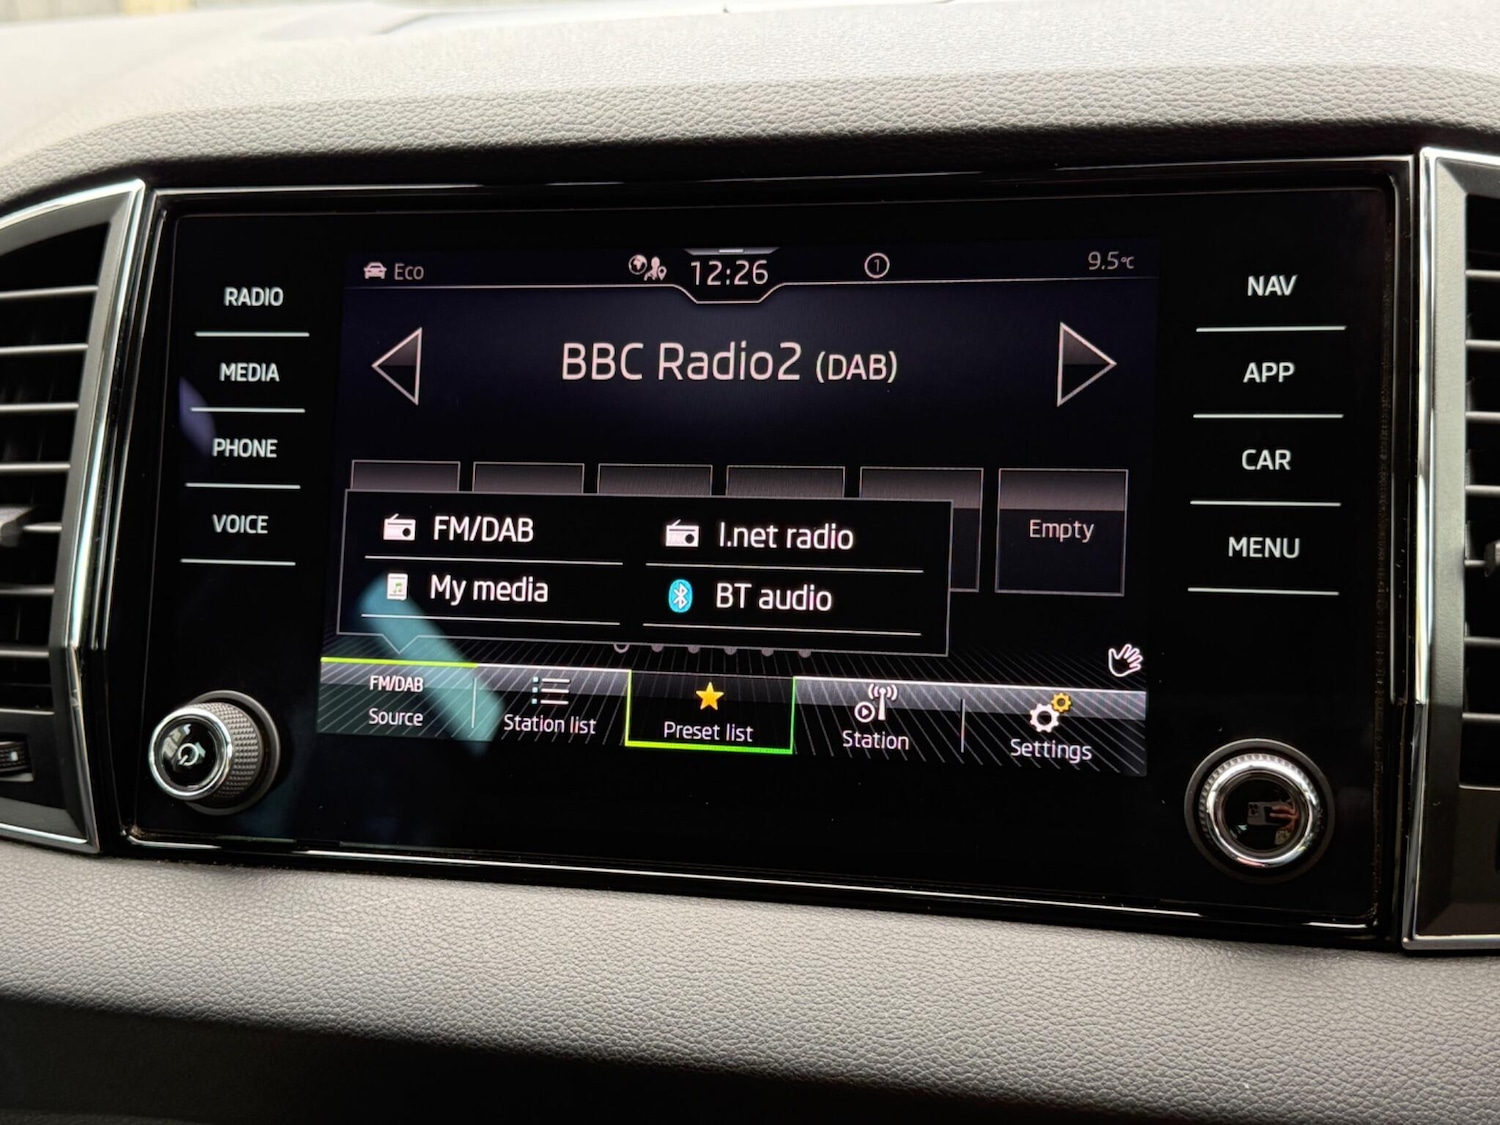 Eco
12:26
1
9.5°C
RADIO
MEDIA
PHONE
VOICE
BBC Radio2 (DAB)
NAV
APP
CAR
MENU
Empty
FM/DAB
I.net radio
My media
BT audio
FM/DAB
Source
Station list
Preset list
Station
Settings